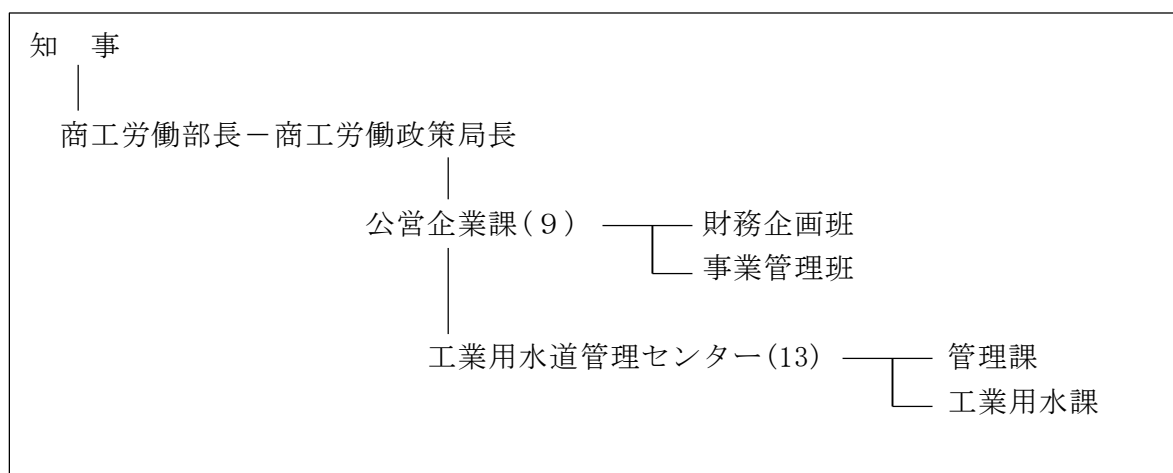 知　事
商工労働部長－商工労働政策局長
公営企業課(９)　財務企画班
事業管理班
工業用水道管理センター(13)　管理課
工業用水課